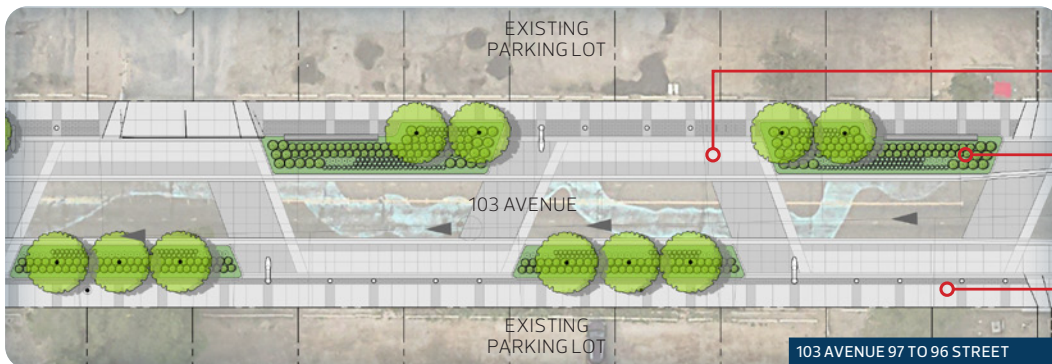 EXISTING
PARKING LOT
103 AVENUE
EXISTING
PARKING LOT
103 AVENUE 97 TO 96 STREET